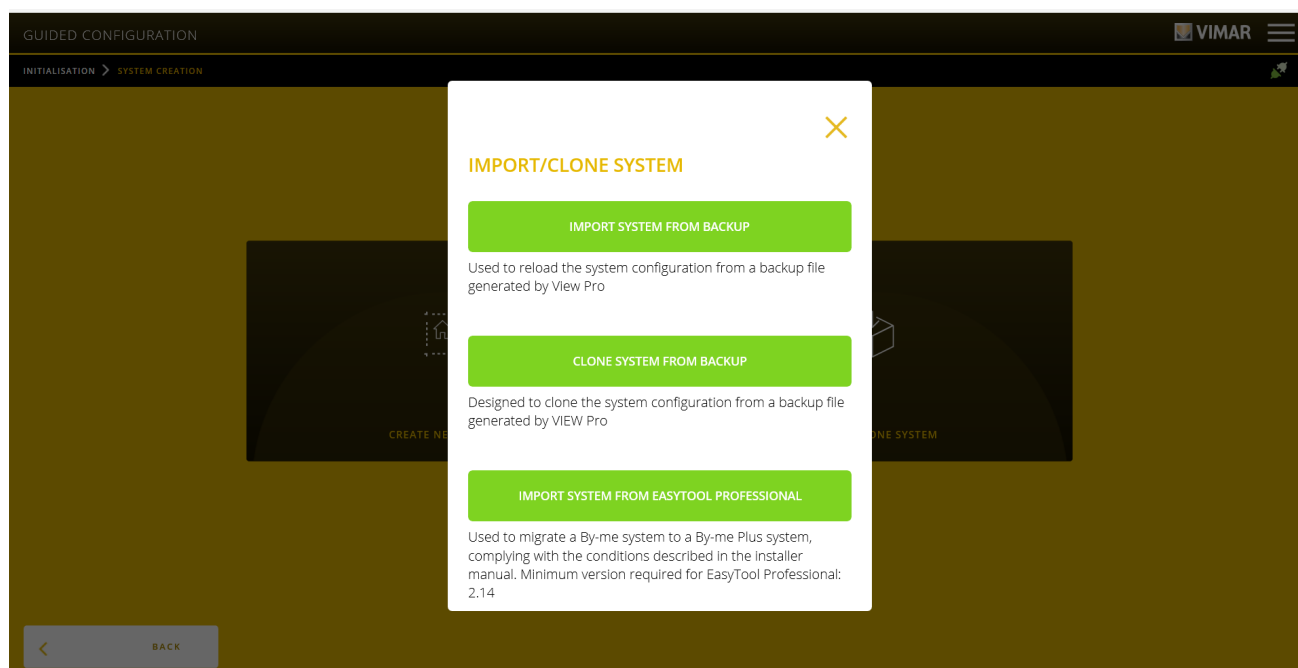 GUIDED CONFIGURATION
VIMAR
INITIALISATION > SYSTEM CREATION
IMPORT/CLONE SYSTEM
IMPORT SYSTEM FROM BACKUP
Used to reload the system configuration from a backup file
generated by View Pro
CLONE SYSTEM FROM BACKUP
Designed to clone the system configuration from a backup file
generated by VIEW Pro
CREATE NE
ONE SYSTEM
IMPORT SYSTEM FROM EASYTOOL PROFESSIONAL
Used to migrate a By-me system to a By-me Plus system,
complying with the conditions described in the installer
manual. Minimum version required for EasyTool Professional:
2.14
BACK